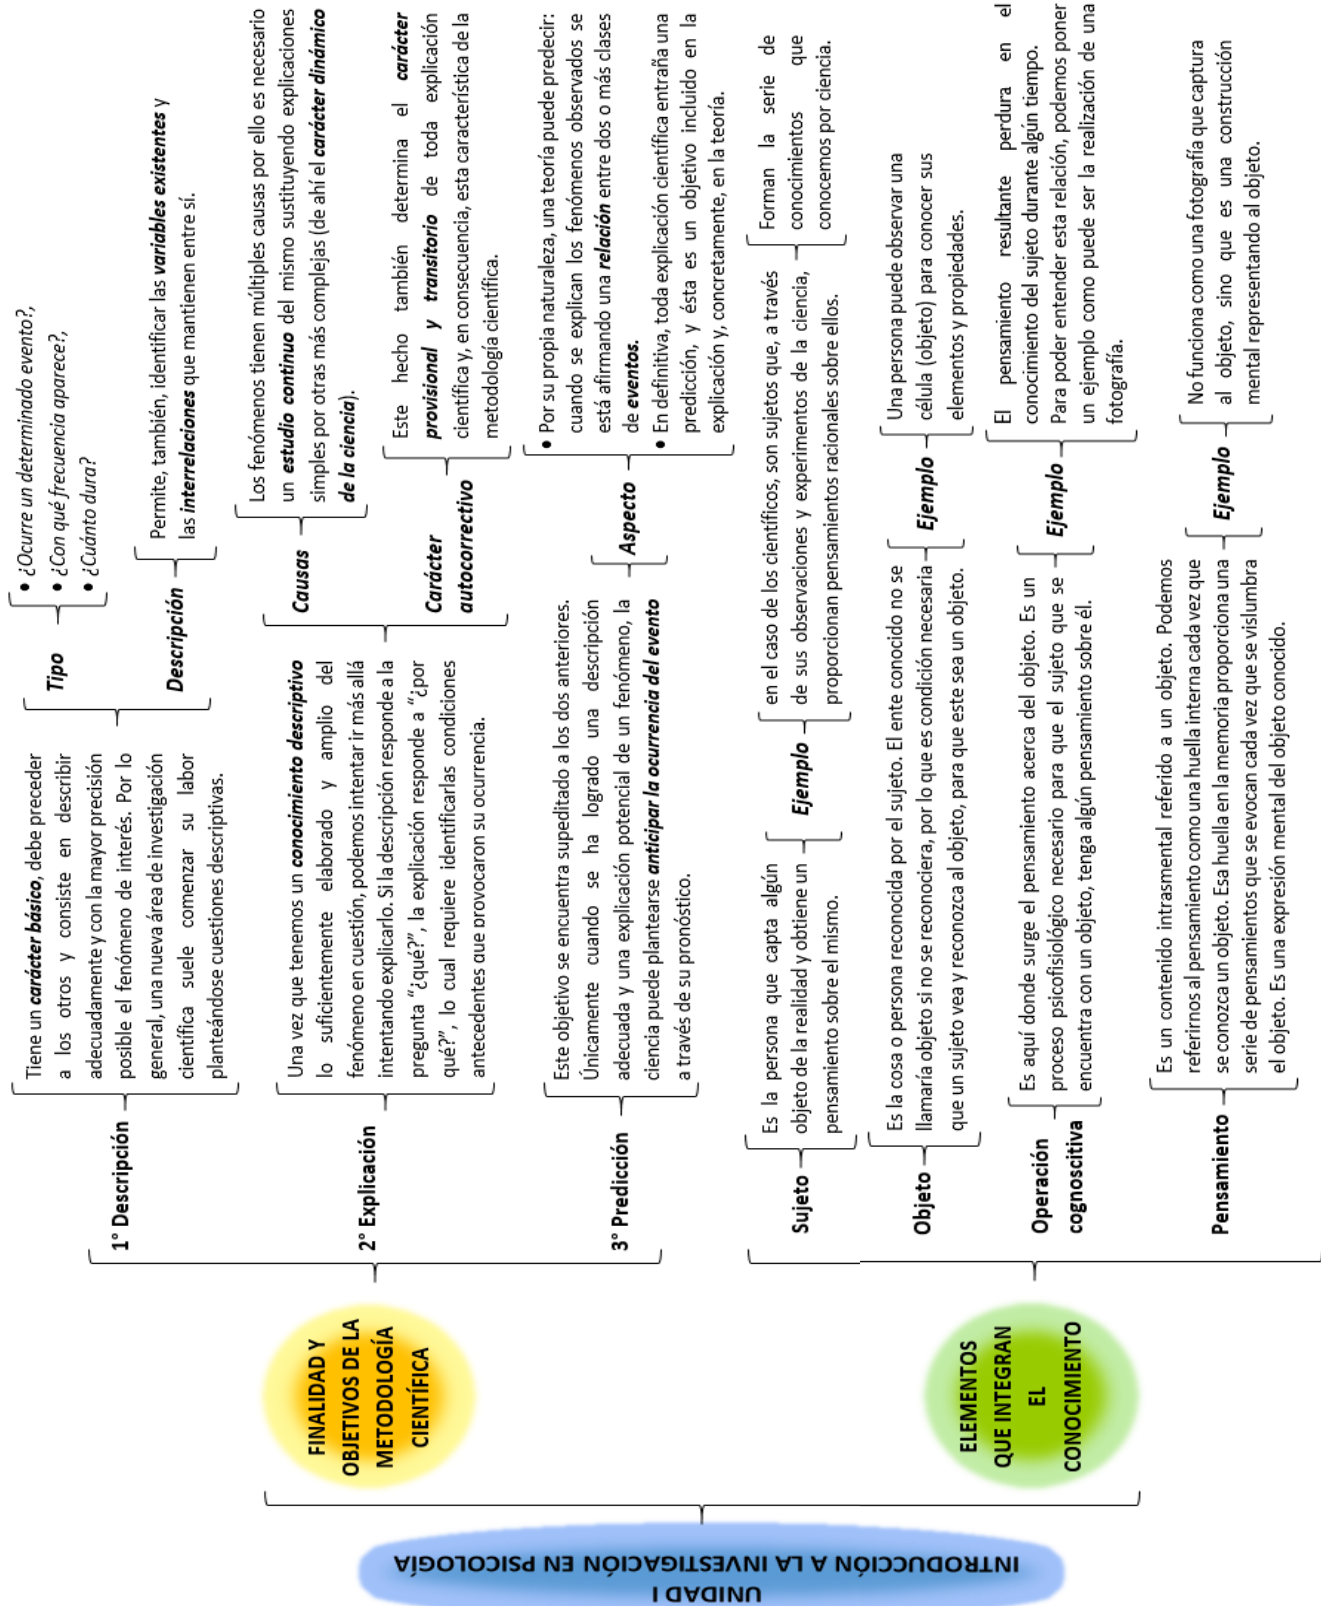 UNIDAD I
INTRODUCCIÓN A LA INVESTIGACIÓN EN PSICOLOGÍA
FINALIDAD Y
OBJETIVOS DE LA
METODOLOGÍA
CIENTÍFICA
1° Descripción
Tiene un carácter básico, debe preceder
a los otros y consiste en describir
adecuadamente y con la mayor precisión
posible el fenómeno de interés. Por lo
general, una nueva área de investigación
científica suele comenzar su labor
planteándose cuestiones descriptivas.
Tipo
• ¿Ocurre un determinado evento?,
• ¿Con qué frecuencia aparece?,
• ¿Cuánto dura?
Descripción
Permite, también, identificar las variables existentes y
las interrelaciones que mantienen entre sí.
2° Explicación
Una vez que tenemos un conocimiento descriptivo
lo suficientemente elaborado y amplio del
fenómeno en cuestión, podemos intentar ir más allá
intentando explicarlo. Si la descripción responde a la
pregunta “¿qué?”, la explicación responde a “¿por
qué?”, lo cual requiere identificarlas condiciones
antecedentes que provocaron su ocurrencia.
Causas
Los fenómenos tienen múltiples causas por ello es necesario
un estudio continuo del mismo sustituyendo explicaciones
simples por otras más complejas (de ahí el carácter dinámico
de la ciencia).
Carácter
autocorrectivo
Este hecho también determina el carácter
provisional y transitorio de toda explicación
científica y, en consecuencia, esta característica de la
metodología científica.
3° Predicción
Este objetivo se encuentra supeditado a los dos anteriores.
Únicamente cuando se ha logrado una descripción
adecuada y una explicación potencial de un fenómeno, la
ciencia puede plantearse anticipar la ocurrencia del evento
a través de su pronóstico.
Aspecto
• Por su propia naturaleza, una teoría puede predecir:
cuando se explican los fenómenos observados se
está afirmando una relación entre dos o más clases
de eventos.
• En definitiva, toda explicación científica entraña una
predicción, y ésta es un objetivo incluido en la
explicación y, concretamente, en la teoría.
ELEMENTOS
QUE INTEGRAN
EL
CONOCIMIENTO
Sujeto
Es la persona que capta algún
objeto de la realidad y obtiene un
pensamiento sobre el mismo.
Ejemplo
en el caso de los científicos, son sujetos que, a través
de sus observaciones y experimentos de la ciencia,
proporcionan pensamientos racionales sobre ellos.
Forman la serie de
conocimientos que
conocemos por ciencia.
Objeto
Es la cosa o persona reconocida por el sujeto. El ente conocido no se
llamaría objeto si no se reconociera, por lo que es condición necesaria
que un sujeto vea y reconozca al objeto, para que este sea un objeto.
Ejemplo
Una persona puede observar una
célula (objeto) para conocer sus
elementos y propiedades.
Operación
cognoscitiva
Es aquí donde surge el pensamiento acerca del objeto. Es un
proceso psicofisiológico necesario para que el sujeto que se
encuentra con un objeto, tenga algún pensamiento sobre él.
Ejemplo
El pensamiento resultante perdura en el
conocimiento del sujeto durante algún tiempo.
Para poder entender esta relación, podemos poner
un ejemplo como puede ser la realización de una
fotografía.
Pensamiento
Es un contenido intrasmental referido a un objeto. Podemos
referirnos al pensamiento como una huella interna cada vez que
se conozca un objeto. Esa huella en la memoria proporciona una
serie de pensamientos que se evocan cada vez que se vislumbra
el objeto. Es una expresión mental del objeto conocido.
Ejemplo
No funciona como una fotografía que captura
al objeto, sino que es una construcción
mental representando al objeto.